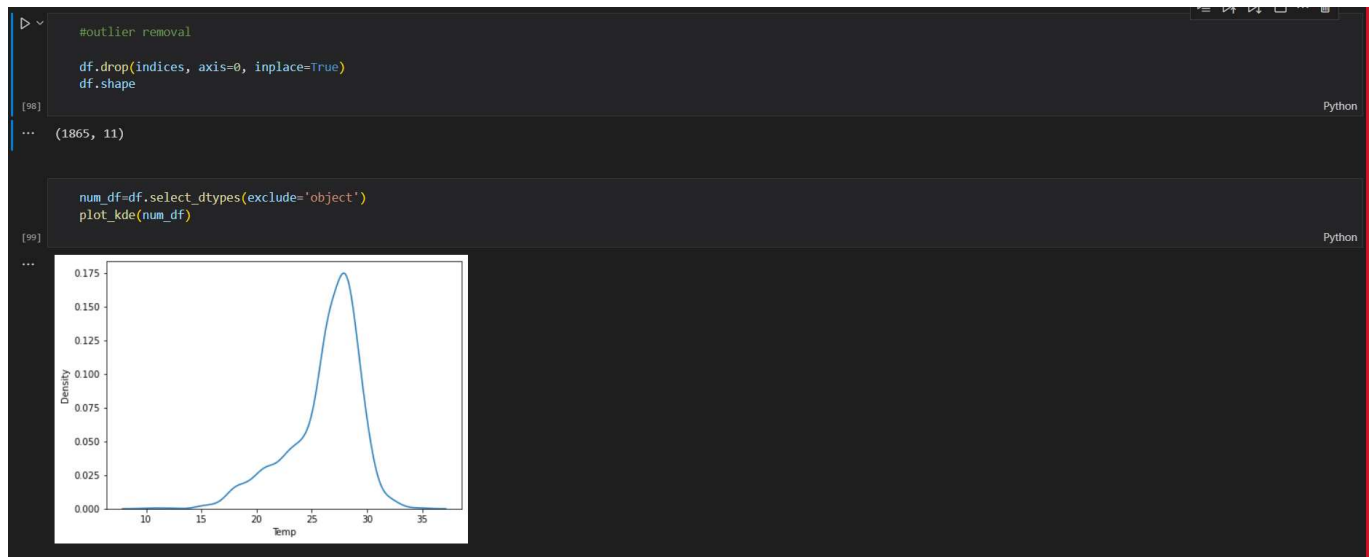 #outlier removal
df.drop(indices, axis=0, inplace=True)
df.shape
[98]
Python
... (1865, 11)
num_df=df.select_dtypes(exclude='object')
plot_kde(num_df)
[99]
Python
...
0.175
0.150
0.125
0.100
0.075
0.050
0.025
0.000
Density
10 15 20 25 30 35
Temp